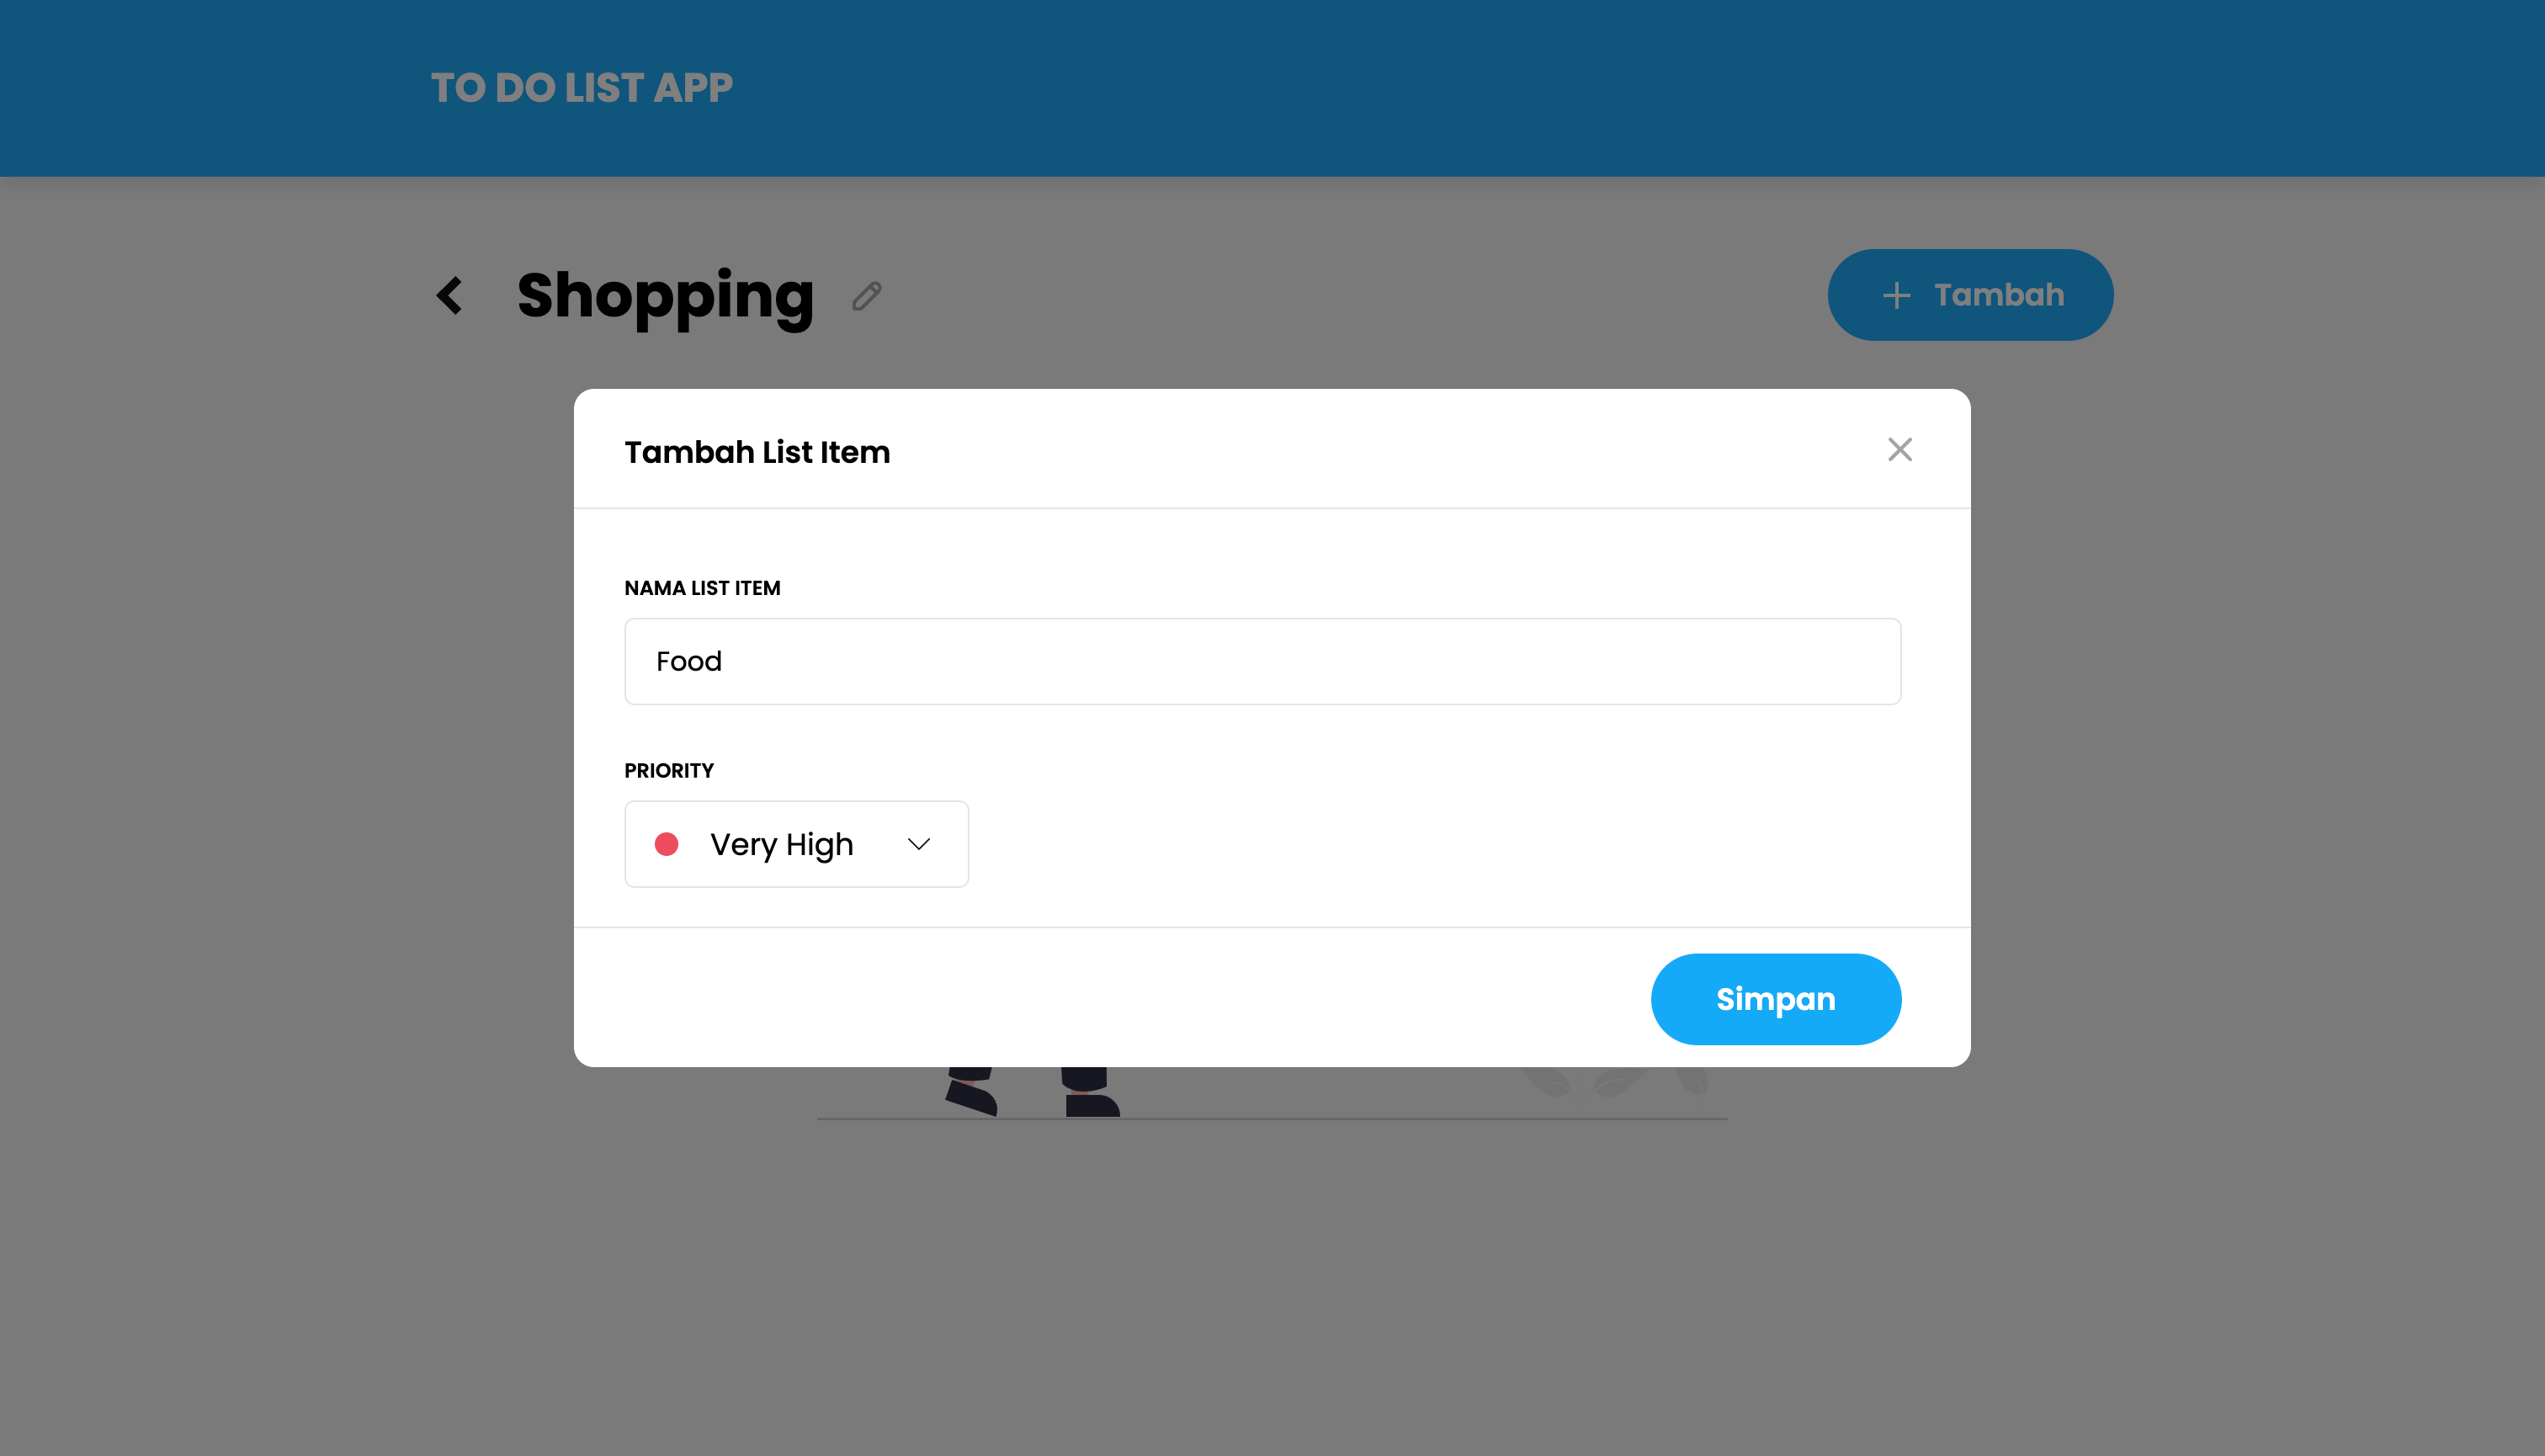 TO DO LIST APP
Shopping
Tambah
Tambah List Item
NAMA LIST ITEM
Food
PRIORITY
Very High
Simpan